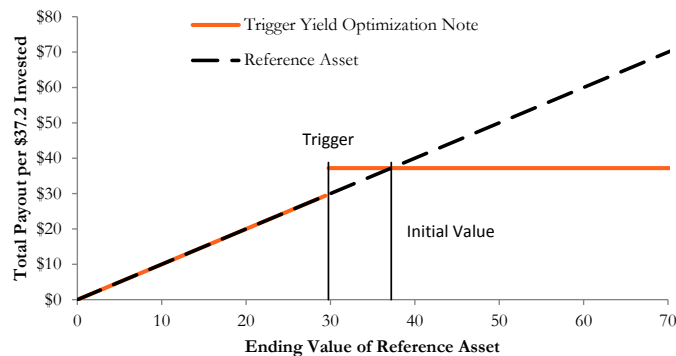 $80
$70
$60
$50
$40
$30
$20
$10
$0
Total Payout per $37.2 Invested
Trigger Yield Optimization Note
Reference Asset
Trigger
Initial Value
0 10 20 30 40 50 60 70
Ending Value of Reference Asset